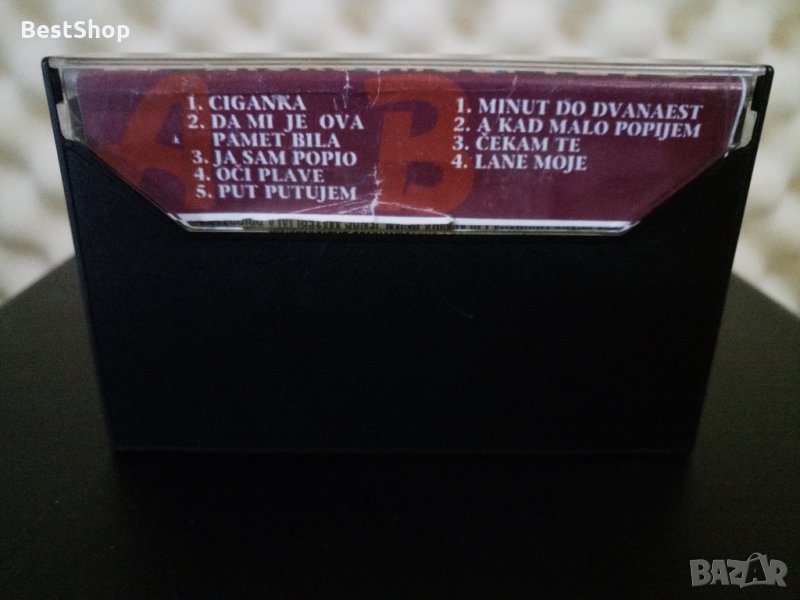 BestShop
A
1. CIGANKA
2. DA MI JE OVA
PAMET BILA
3. JA SAM POPIO
4. OČI PLAVE
5. PUT PUTUJEM
B
1. MINUT DO DVANAEST
2. A KAD MALO POPIJEM
3. ČEKAM TE
4. LANE MOJE
BAZAR